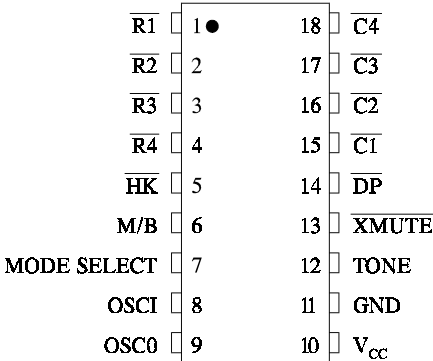 R1 1 18 C4
R2 2 17 C3
R3 3 16 C2
R4 4 15 C1
HK 5 14 DP
M/B 6 13 XMUTE
MODE SELECT 7 12 TONE
OSCI 8 11 GND
OSC0 9 10 VCC